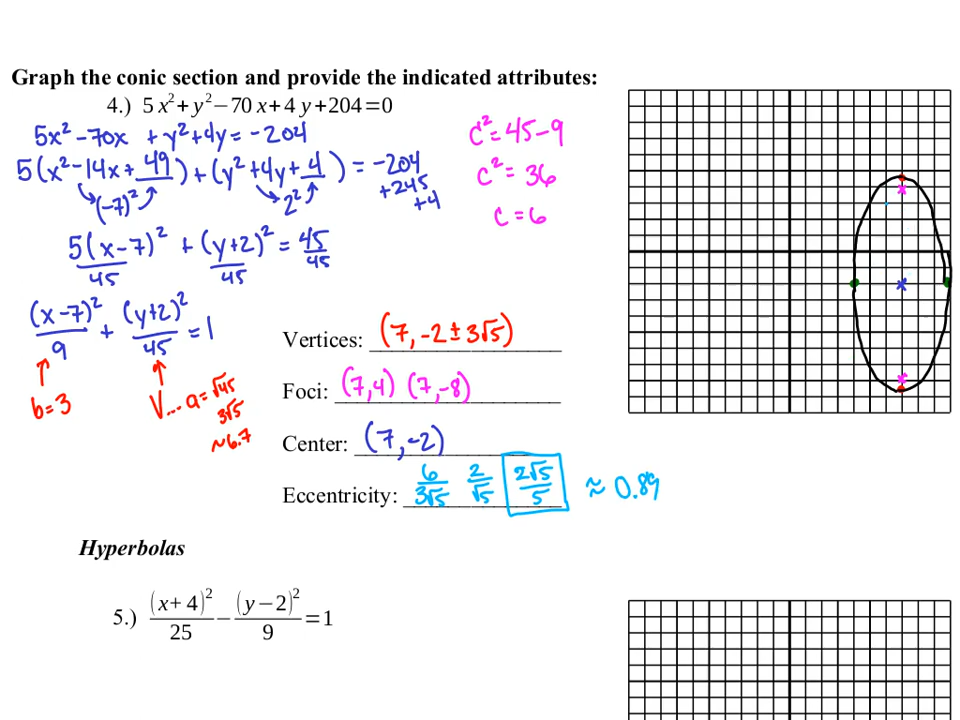 Graph the conic section and provide the indicated attributes:
4.) 5x²+y²−70x+4y+204=0
5x²-70x + y²+4y = -204
5(x²-14x+49) + (y²+4y+4) = -204
+245
+4
(-7)² 2²
5(x-7)²/45 + (y+2)²/45 = 45/45
(x-7)²/9 + (y+2)²/45 = 1
b=3
V... a=√45
3√5
~6.7
c²=45-9
c²=36
c=6
Vertices: (7,-2±3√5)
Foci: (7,4) (7,-8)
Center: (7,-2)
Eccentricity: 6/3√5 2/√5 2√5/5 ≈ 0.89
Hyperbolas
5.) (x+4)²/25 − (y−2)²/9 = 1